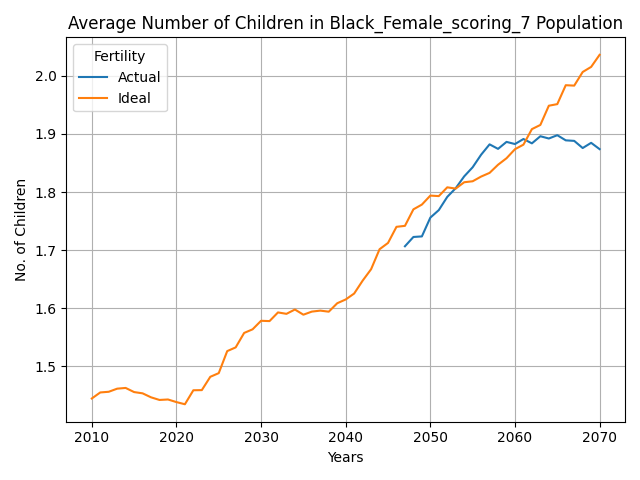 Average Number of Children in Black_Female_scoring_7 Population
Fertility
Actual
Ideal
No. of Children
2.0
1.9
1.8
1.7
1.6
1.5
2010 2020 2030 2040 2050 2060 2070
Years